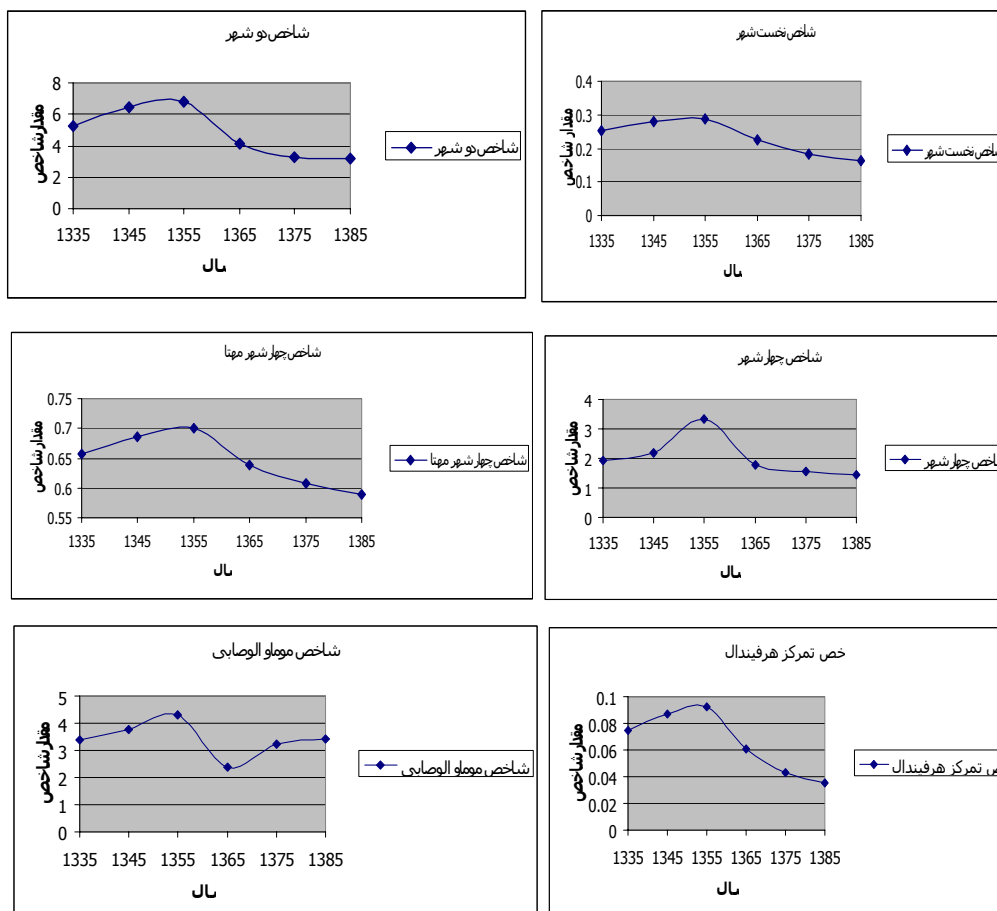 شاخص دو شهر
8
6
4
2
0
مقدار شاخص
1335 1345 1355 1365 1375 1385
سال
شاخص دو شهر
شاخص نخست شهر
0.4
0.3
0.2
0.1
0
مقدار شاخص
1335 1345 1355 1365 1375 1385
سال
شاخص نخست شهر
شاخص چهار شهر مهتا
0.75
0.7
0.65
0.6
0.55
مقدار شاخص
1335 1345 1355 1365 1375 1385
سال
شاخص چهار شهر مهتا
شاخص چهار شهر
4
3
2
1
0
مقدار شاخص
1335 1345 1355 1365 1375 1385
سال
شاخص چهار شهر
شاخص موماو الوصابی
5
4
3
2
1
0
مقدار شاخص
1335 1345 1355 1365 1375 1385
سال
شاخص موماو الوصابی
خص تمرکز هرفیندال
0.1
0.08
0.06
0.04
0.02
0
مقدار شاخص
1335 1345 1355 1365 1375 1385
سال
خص تمرکز هرفیندال